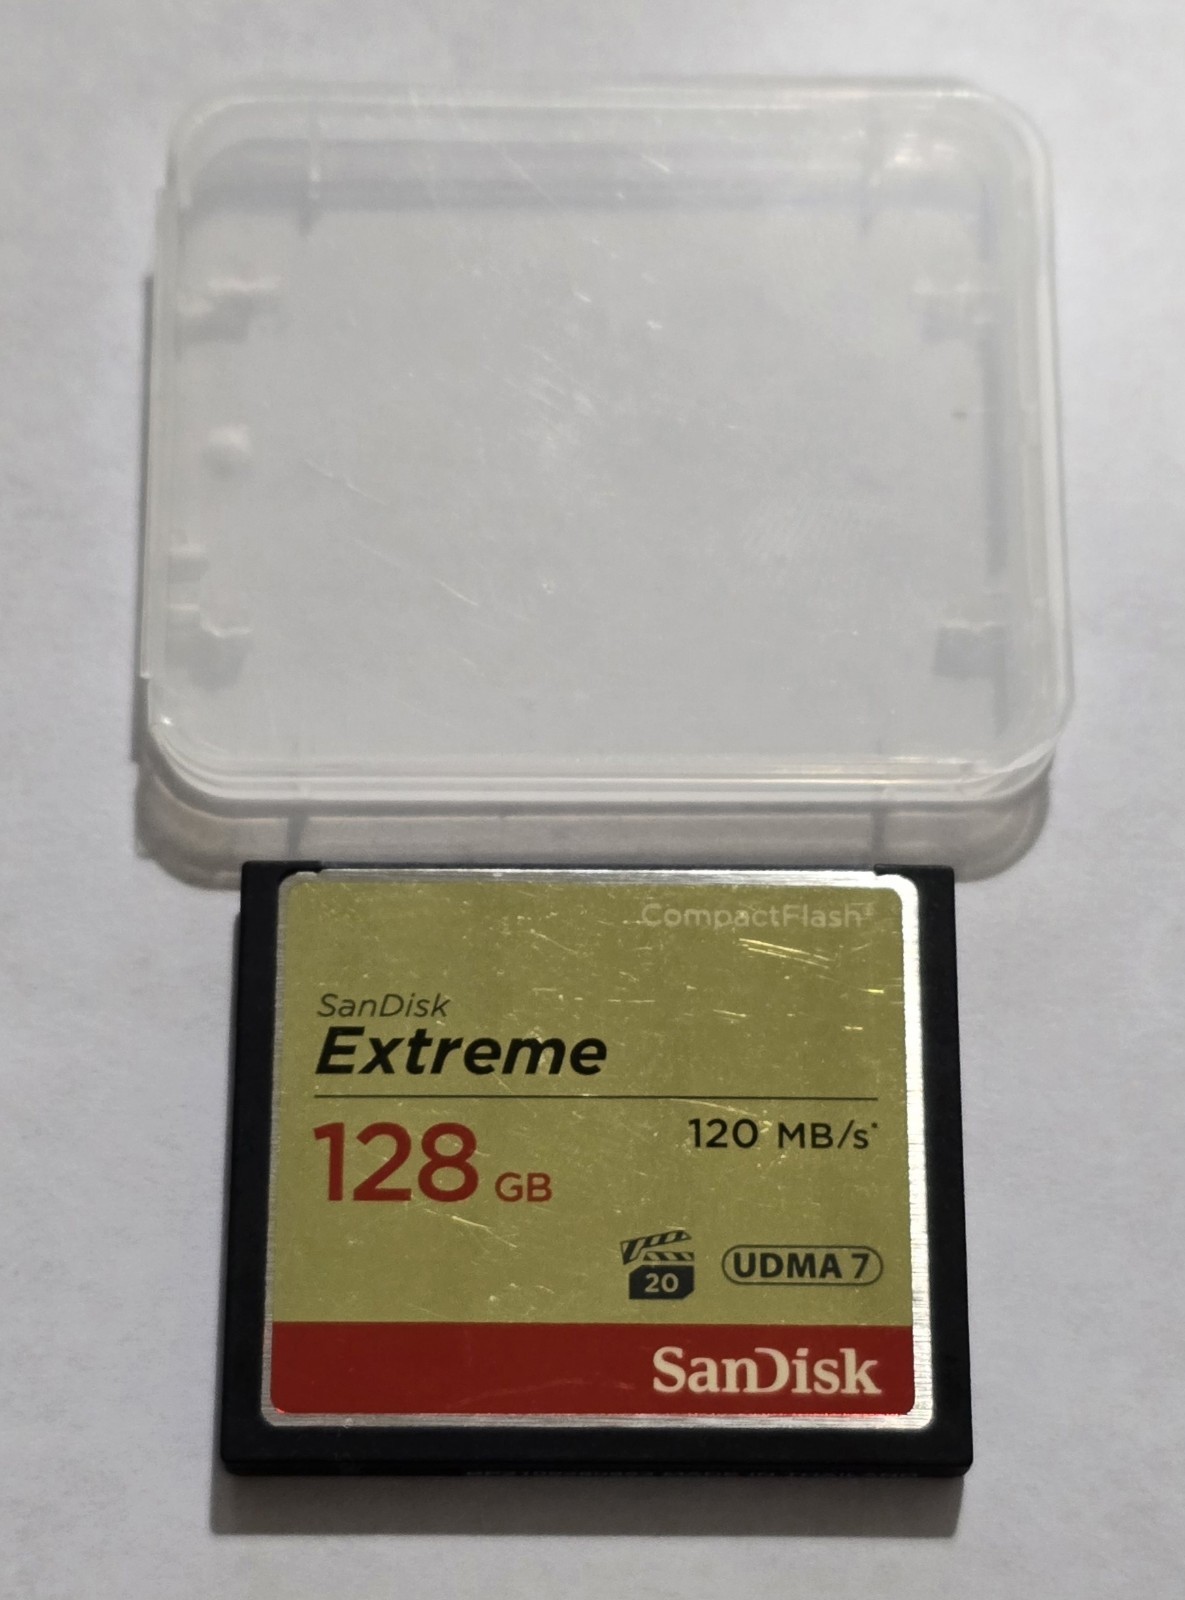 CompactFlash®
SanDisk
Extreme
128 GB
120 MB/s*
20
UDMA 7
SanDisk